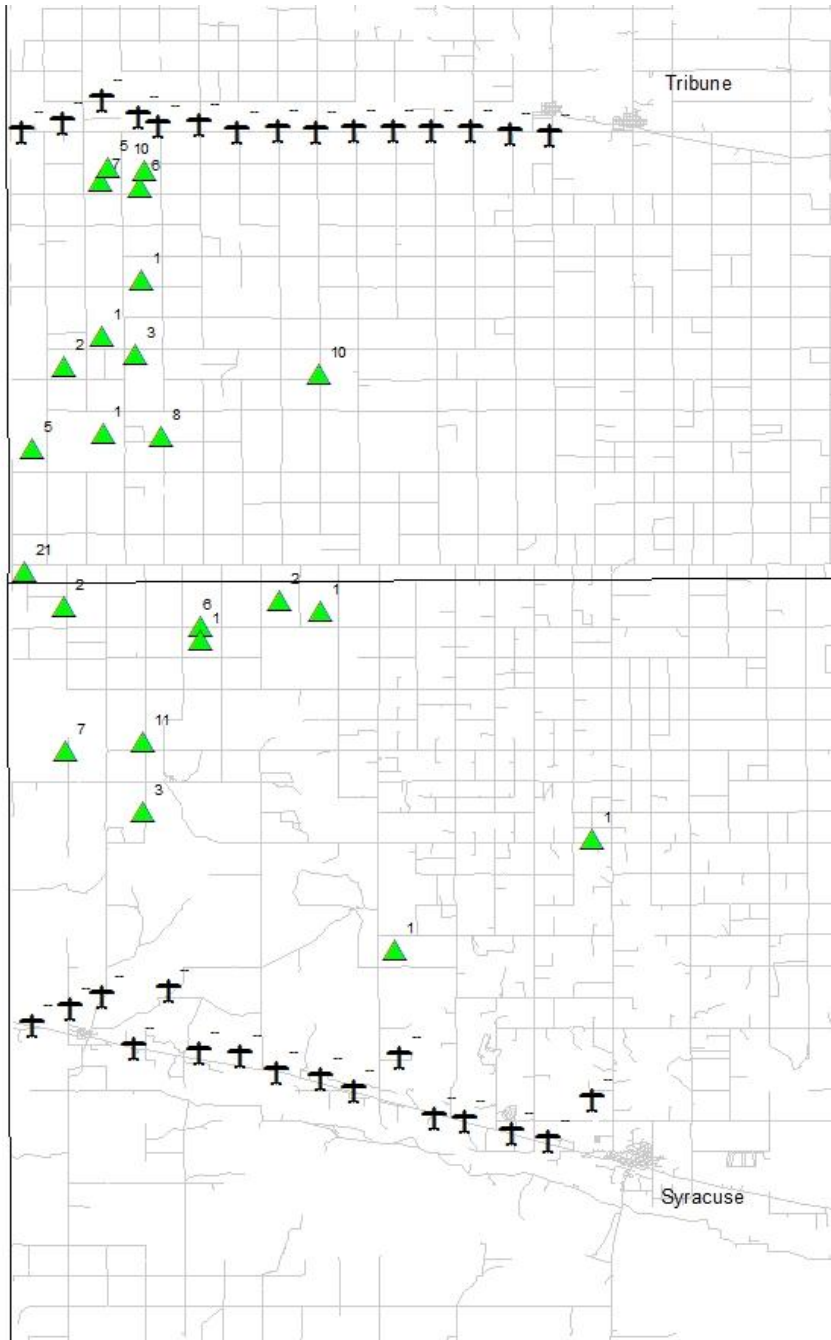 Tribune
-- -- -- -- -- -- -- -- -- -- -- -- -- -- --
5 10
7 6
1
1
3
2
10
1 8
5
21
2 2 1
6
1
11
7
3
1
1
-- -- -- --
-- -- -- -- -- -- --
-- -- -- -- --
Syracuse